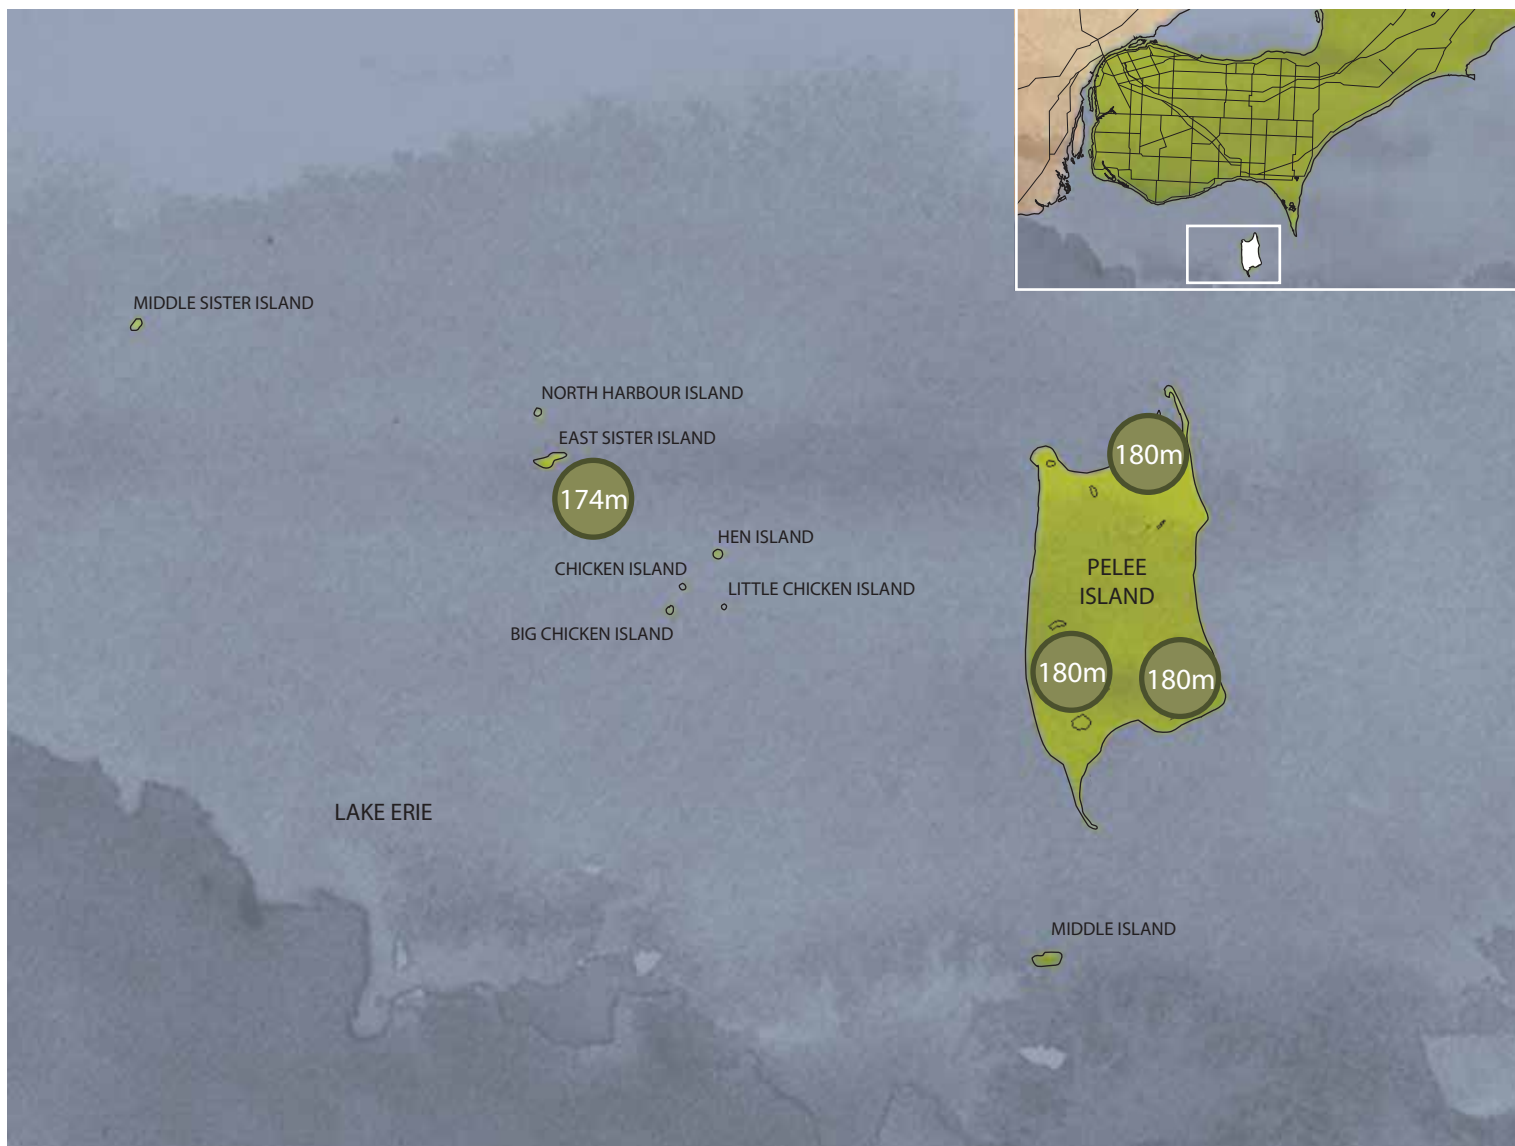 MIDDLE SISTER ISLAND
NORTH HARBOUR ISLAND
EAST SISTER ISLAND
174m
180m
HEN ISLAND
CHICKEN ISLAND
LITTLE CHICKEN ISLAND
BIG CHICKEN ISLAND
PELEE
ISLAND
180m
180m
LAKE ERIE
MIDDLE ISLAND